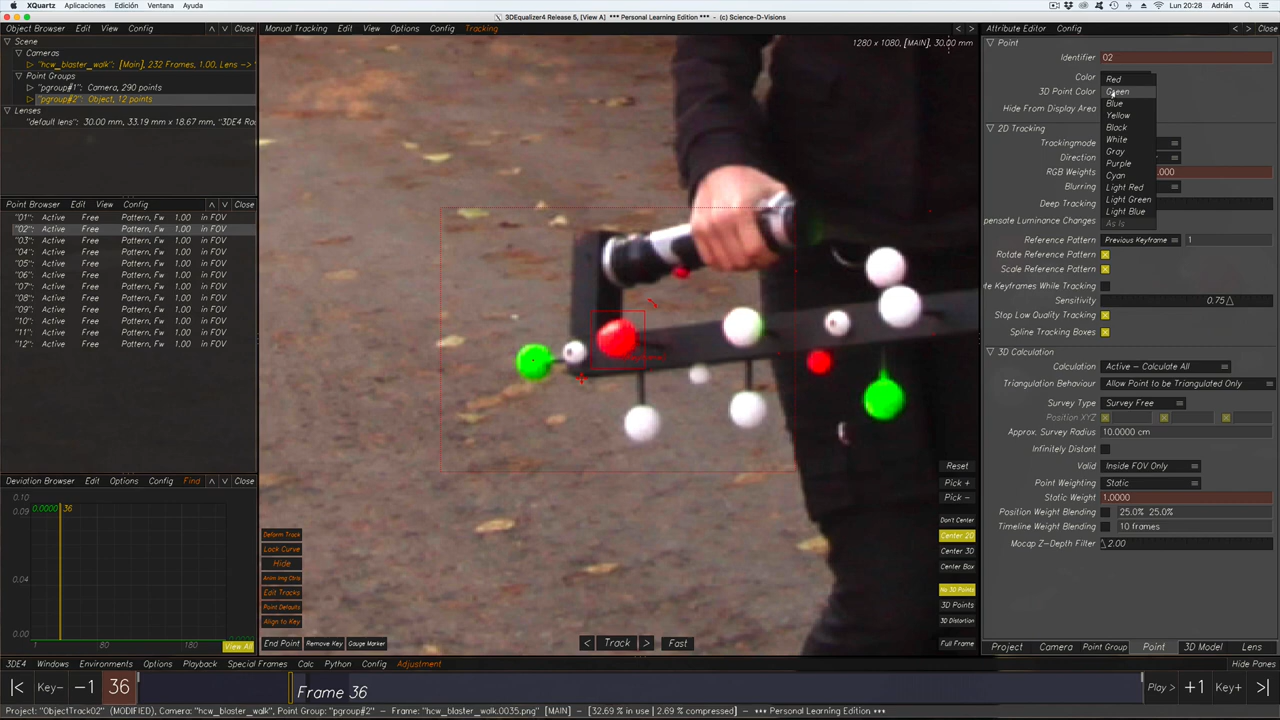 XQuartz Aplicaciones Edición Ventana Ayuda Adrián Lun 20:28
3DEqualizer4 Release 5, [View A] *** Personal Learning Edition *** - (c) Science-D-Visions
Object Browser Edit View Config Close
Scene
Cameras
"hcw_blaster_walk": [Main], 232 Frames, 1.00, Lens ->
Point Groups
"pgroup#1": Camera, 290 points
"pgroup#2": Object, 12 points
Lenses
"default lens": 30.00 mm, 33.19 mm x 18.67 mm, "3DE4 Ra
Point Browser Edit View Config Close
"01": Active Free Pattern, Fw 1.00 in FOV
"02": Active Free Pattern, Fw 1.00 in FOV
"03": Active Free Pattern, Fw 1.00 in FOV
"04": Active Free Pattern, Fw 1.00 in FOV
"05": Active Free Pattern, Fw 1.00 in FOV
"06": Active Free Pattern, Fw 1.00 in FOV
"07": Active Free Pattern, Fw 1.00 in FOV
"08": Active Free Pattern, Fw 1.00 in FOV
"09": Active Free Pattern, Fw 1.00 in FOV
"10": Active Free Pattern, Fw 1.00 in FOV
"11": Active Free Pattern, Fw 1.00 in FOV
"12": Active Free Pattern, Fw 1.00 in FOV
Deviation Browser Edit Options Config Find Close
0.10
0.09
0.0000 36
0.04
0.00
1 80 180
View All
Manual Tracking Edit View Config Tracking < >
1280 x 1080, [MAIN], 30.00 mm
Deform Track
Lock Curve
Hide
Anim Img Ctrls
Edit Tracks
Point Defaults
Align to Key
End Point Remove Key Gauge Marker
< Track > Fast
Reset
Pick +
Pick -
Don't Center
Center 2D
Center 3D
Center Box
No 3D Points
3D Points
3D Distortion
Full Frame
Attribute Editor Config < > Close
Point
Identifier 02
Color
3D Point Color
Hide From Display Area
Red
Green
Blue
Yellow
Black
White
Gray
Purple
Cyan
Light Red
Light Green
Light Blue
As Is
2D Tracking
Trackingmode
Direction
RGB Weights .000
Blurring
Deep Tracking
pensate Luminance Changes
Reference Pattern Previous Keyframe 1
Rotate Reference Pattern
Scale Reference Pattern
te Keyframes While Tracking
Sensitivity 0.75
Stop Low Quality Tracking
Spline Tracking Boxes
3D Calculation
Calculation Active - Calculate All
Triangulation Behaviour Allow Point to be Triangulated Only
Survey Type Survey Free
Position XYZ
Approx. Survey Radius 10.0000 cm
Infinitely Distant
Valid Inside FOV Only
Point Weighting Static
Static Weight 1.0000
Position Weight Blending 25.0% 25.0%
Timeline Weight Blending 10 frames
Mocap Z-Depth Filter 2.00
Project Camera Point Group Point 3D Model Lens
3DE4 Windows Environments Options Playback Special Frames Calc Python Config Adjustment Hide Panes
|< Key- -1 36 Frame 36 Play > +1 Key+ >|
Project: "ObjectTrack02" (MODIFIED), Camera: "hcw_blaster_walk", Point Group: "pgroup#2" - Frame: "hcw_blaster_walk.0035.png" [MAIN] - [32.69 % in use | 2.69 % compressed] - *** Personal Learning Edition ***